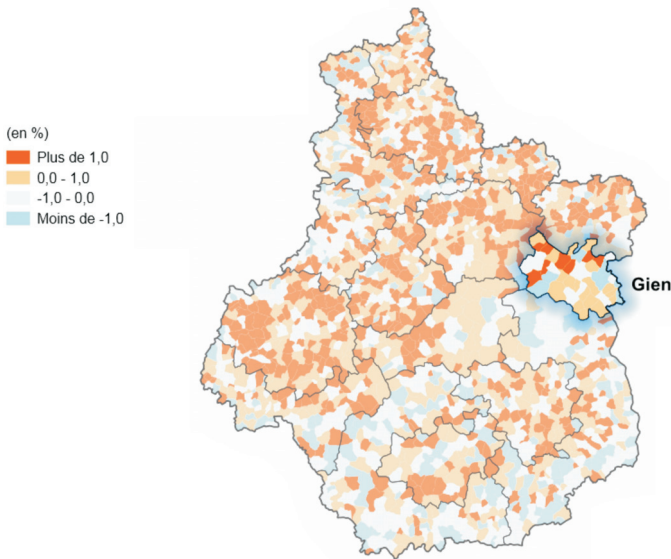 (en %)
Plus de 1,0
0,0 - 1,0
-1,0 - 0,0
Moins de -1,0
Gien